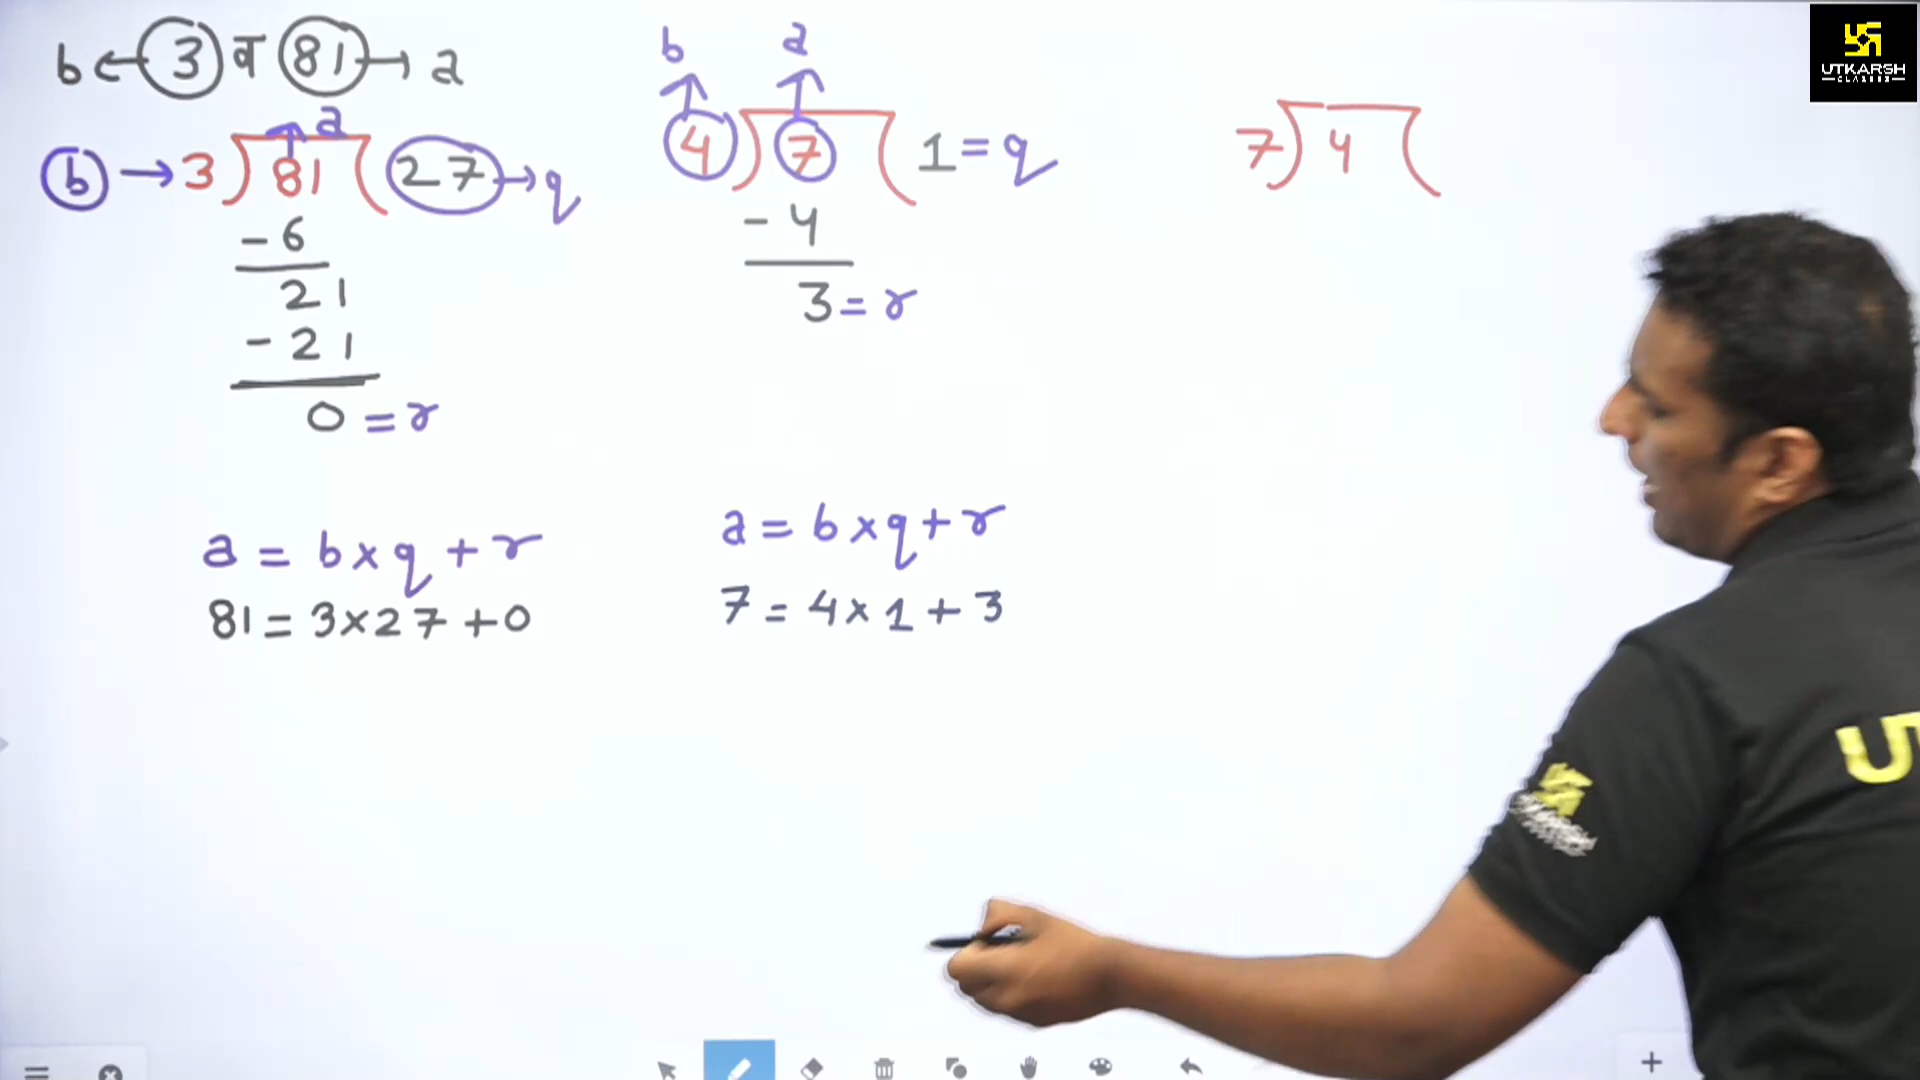 b ← 3 व 81 → a
b → 3 ) 81 ( 27 → q
a
- 6
21
- 21
0 = r
a = b × q + r
81 = 3 × 27 + 0
b a
4 ) 7 ( 1 = q
- 4
3 = r
a = b × q + r
7 = 4 × 1 + 3
7 ) 4 (
UTKARSH
CLASSES